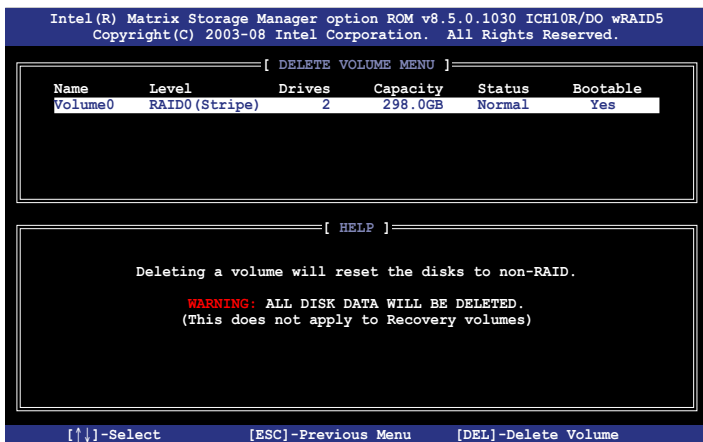 Intel(R) Matrix Storage Manager option ROM v8.5.0.1030 ICH10R/DO wRAID5
Copyright(C) 2003-08 Intel Corporation. All Rights Reserved.
[ DELETE VOLUME MENU ]
Name Level Drives Capacity Status Bootable
Volume0 RAID0(Stripe) 2 298.0GB Normal Yes
[ HELP ]
Deleting a volume will reset the disks to non-RAID.
WARNING: ALL DISK DATA WILL BE DELETED.
(This does not apply to Recovery volumes)
[↑↓]-Select [ESC]-Previous Menu [DEL]-Delete Volume